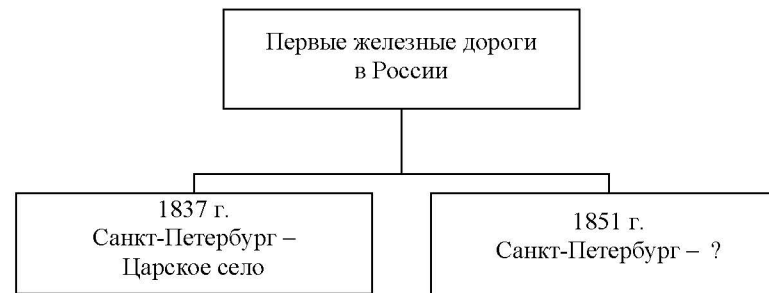 Первые железные дороги
в России
1837 г.
Санкт-Петербург –
Царское село
1851 г.
Санкт-Петербург – ?